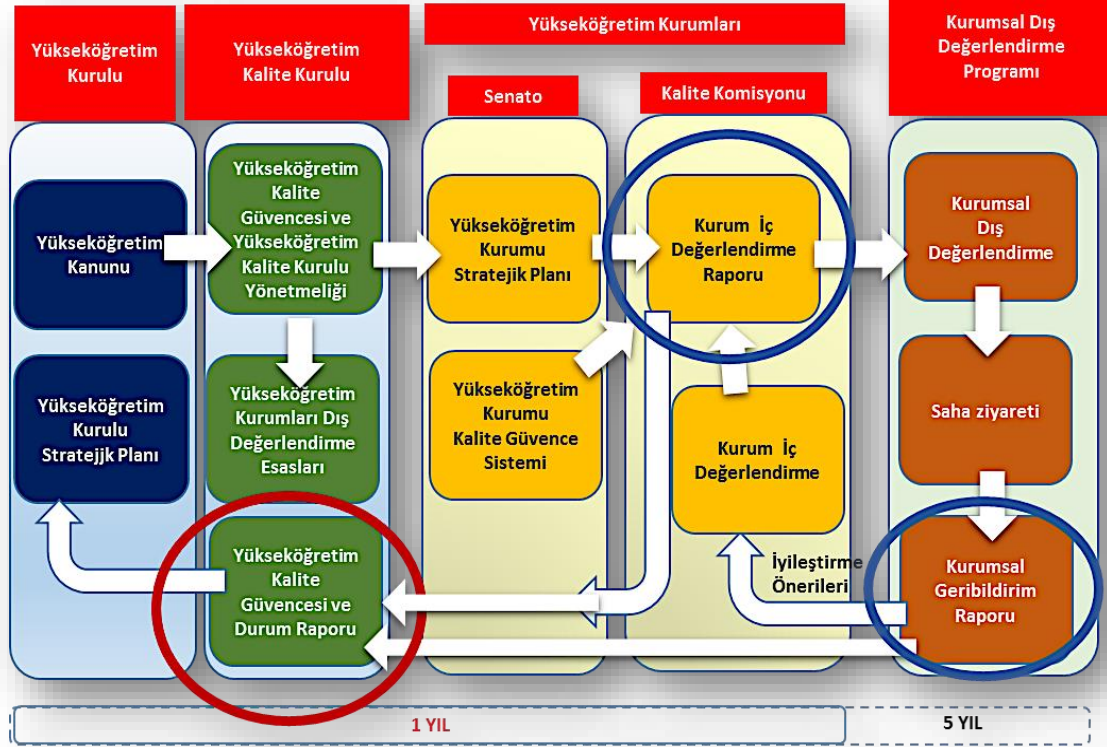 Yükseköğretim
Kurulu
Yükseköğretim
Kalite Kurulu
Yükseköğretim Kurumları
Senato
Kalite Komisyonu
Kurumsal Dış
Değerlendirme
Programı
Yükseköğretim
Kanunu
Yükseköğretim
Kurulu
Stratejjk Planı
Yükseköğretim
Kalite
Güvencesi ve
Yükseköğretim
Kalite Kurulu
Yönetmeliği
Yükseköğretim
Kurumları Dış
Değerlendirme
Esasları
Yükseköğretim
Kalite
Güvencesi ve
Durum Raporu
Yükseköğretim
Kurumu
Stratejik Planı
Yükseköğretim
Kurumu
Kalite Güvence
Sistemi
Kurum İç
Değerlendirme
Raporu
Kurum İç
Değerlendirme
İyileştirme
Önerileri
Kurumsal
Dış
Değerlendirme
Saha ziyareti
Kurumsal
Geribildirim
Raporu
1 YIL
5 YIL